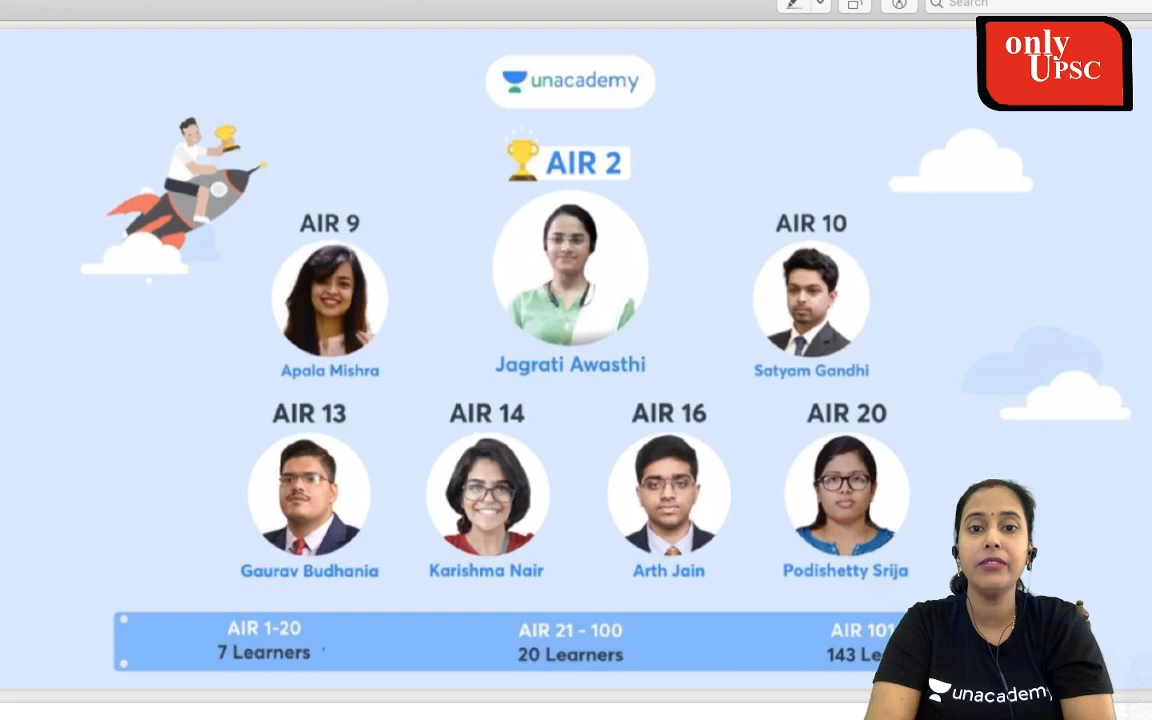 Search
only
UPSC
unacademy
AIR 2
AIR 9
AIR 10
Apala Mishra
Jagrati Awasthi
Satyam Gandhi
AIR 13
AIR 14
AIR 16
AIR 20
Gaurav Budhania
Karishma Nair
Arth Jain
Podishetty Srija
AIR 1-20
AIR 21 - 100
AIR 101
7 Learners
20 Learners
143 Le
unacademy